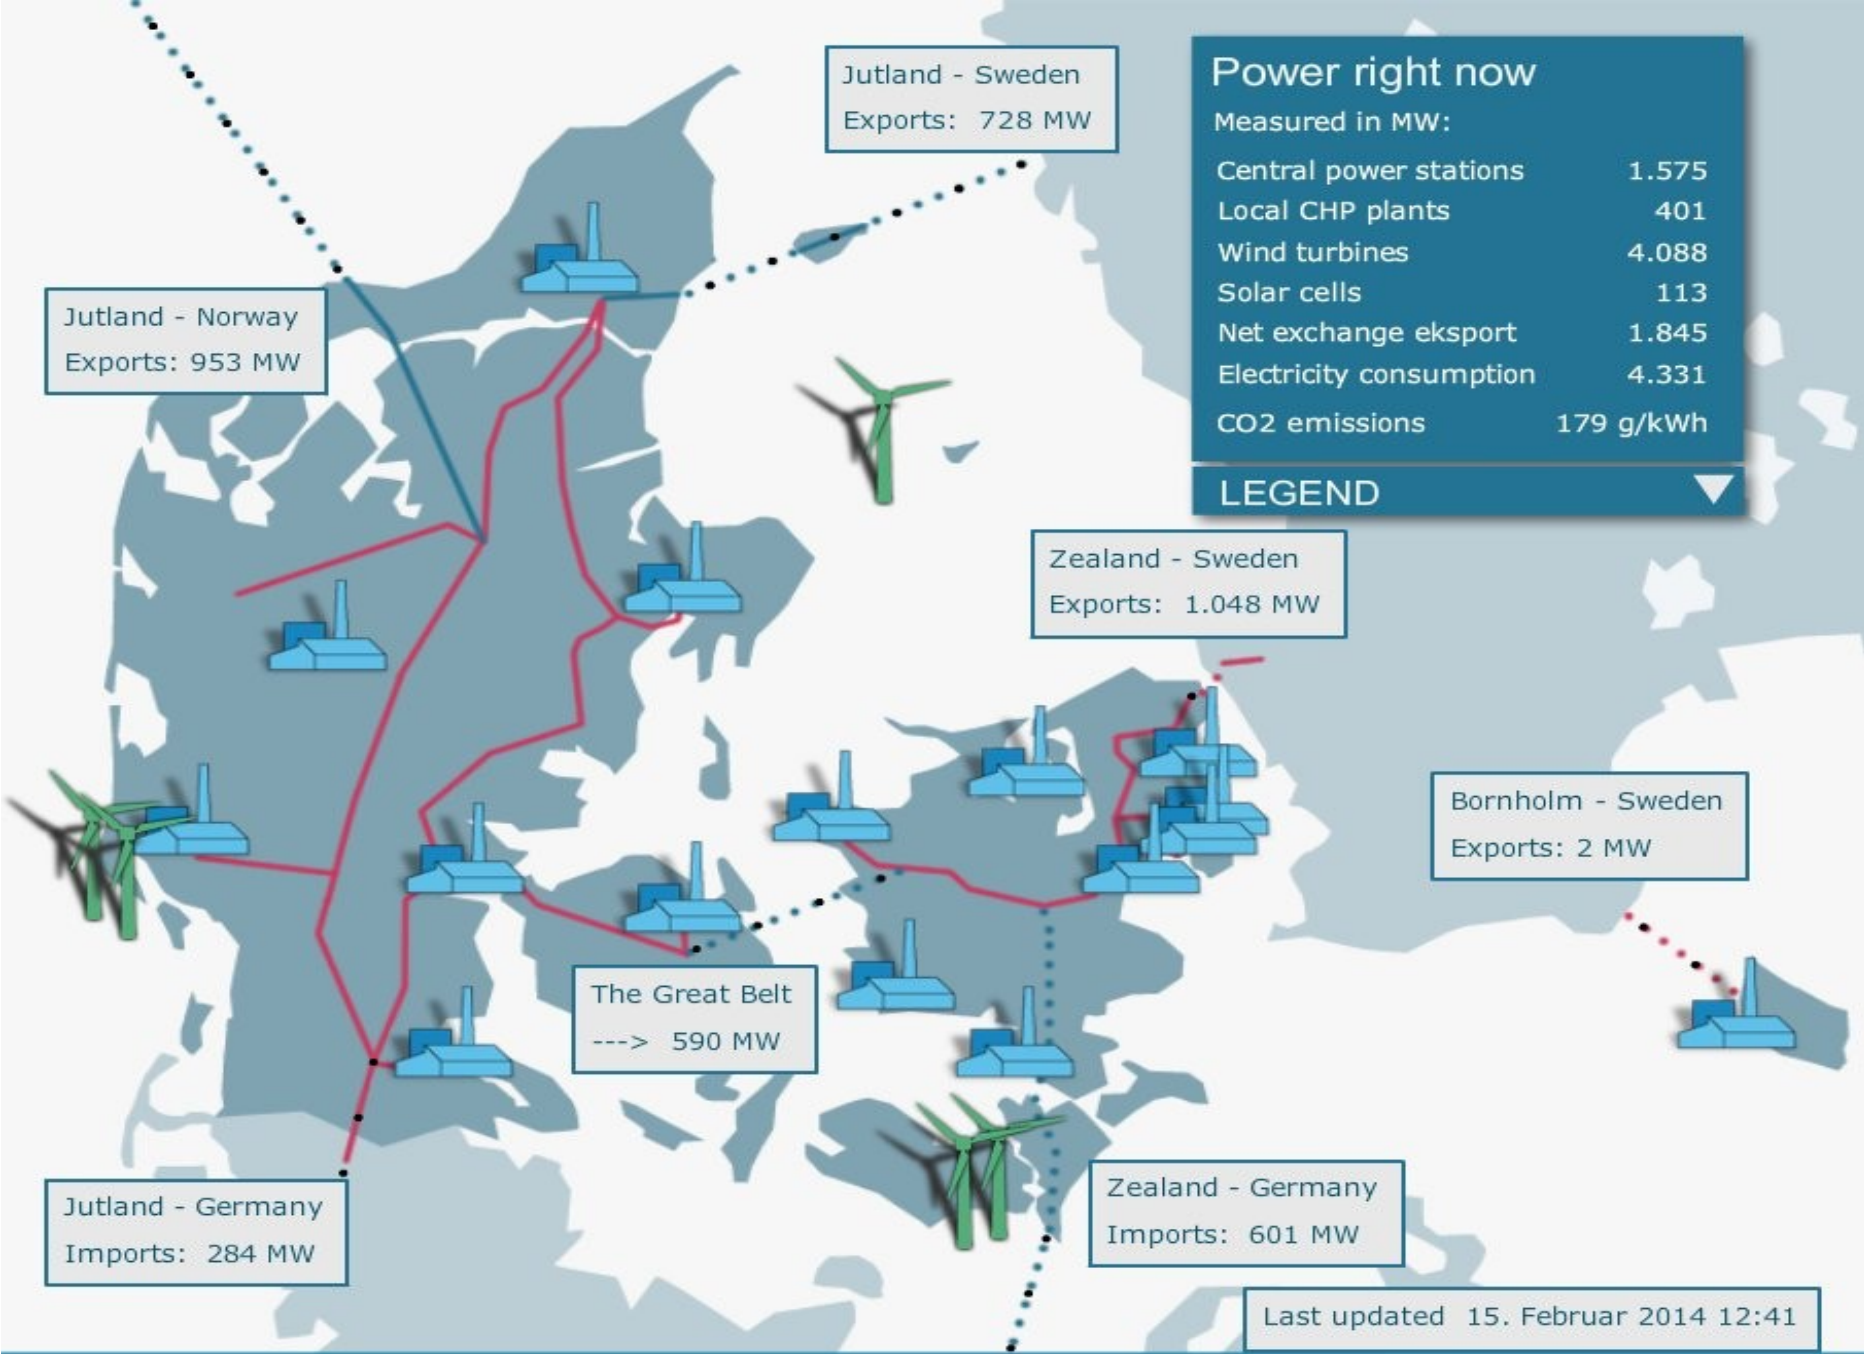 Jutland - Sweden
Exports: 728 MW
Power right now
Measured in MW:
Central power stations 1.575
Local CHP plants 401
Wind turbines 4.088
Solar cells 113
Net exchange eksport 1.845
Electricity consumption 4.331
CO2 emissions 179 g/kWh
LEGEND
Jutland - Norway
Exports: 953 MW
Zealand - Sweden
Exports: 1.048 MW
Bornholm - Sweden
Exports: 2 MW
The Great Belt
---> 590 MW
Jutland - Germany
Imports: 284 MW
Zealand - Germany
Imports: 601 MW
Last updated 15. Februar 2014 12:41